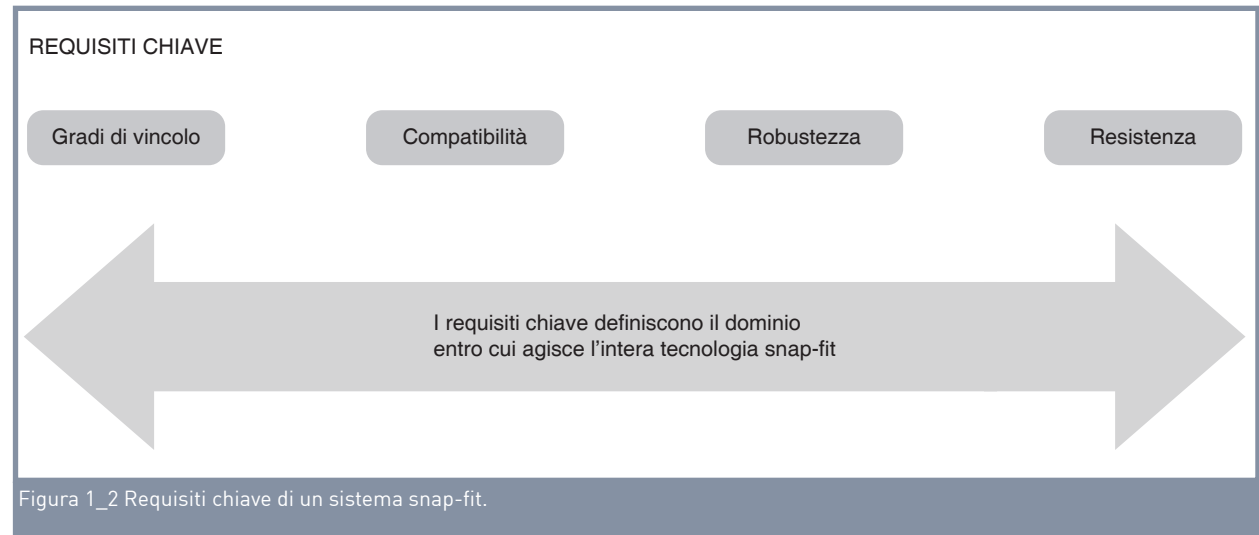 REQUISITI CHIAVE
Gradi di vincolo
Compatibilità
Robustezza
Resistenza
I requisiti chiave definiscono il dominio
entro cui agisce l’intera tecnologia snap-fit
Figura 1_2 Requisiti chiave di un sistema snap-fit.